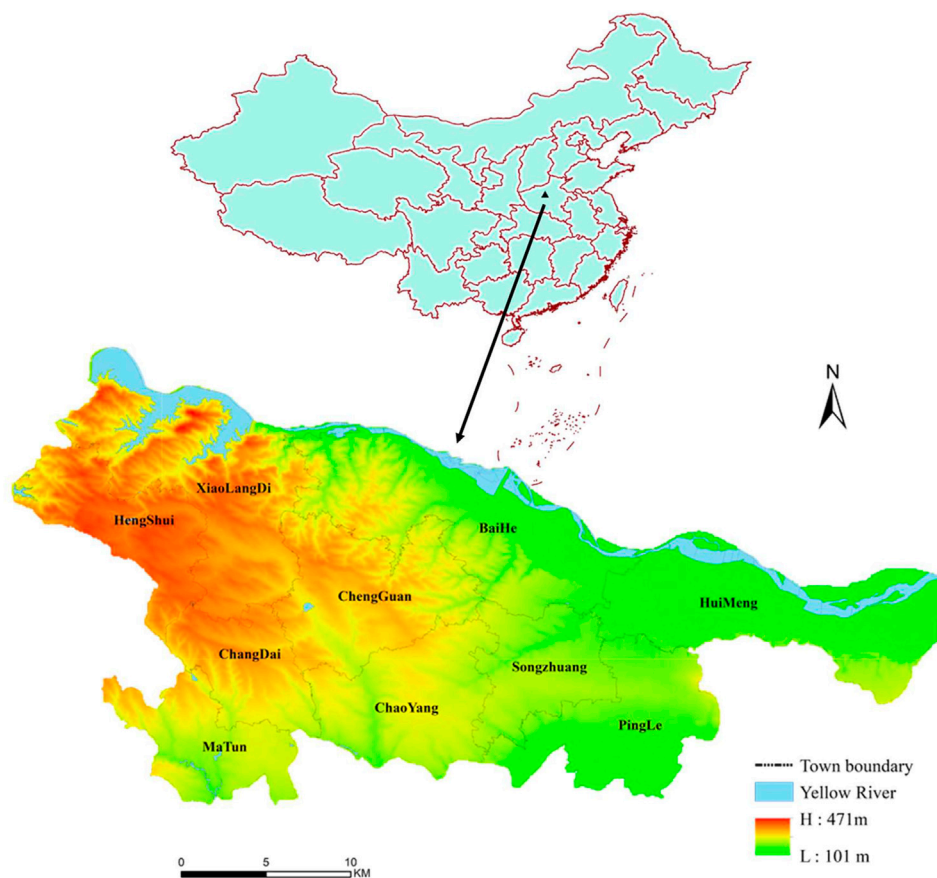 N
XiaoLangDi
HengShui
BaiHe
ChengGuan
HuiMeng
ChangDai
Songzhuang
ChaoYang
PingLe
MaTun
Town boundary
Yellow River
H : 471m
L : 101 m
0 5 10
KM